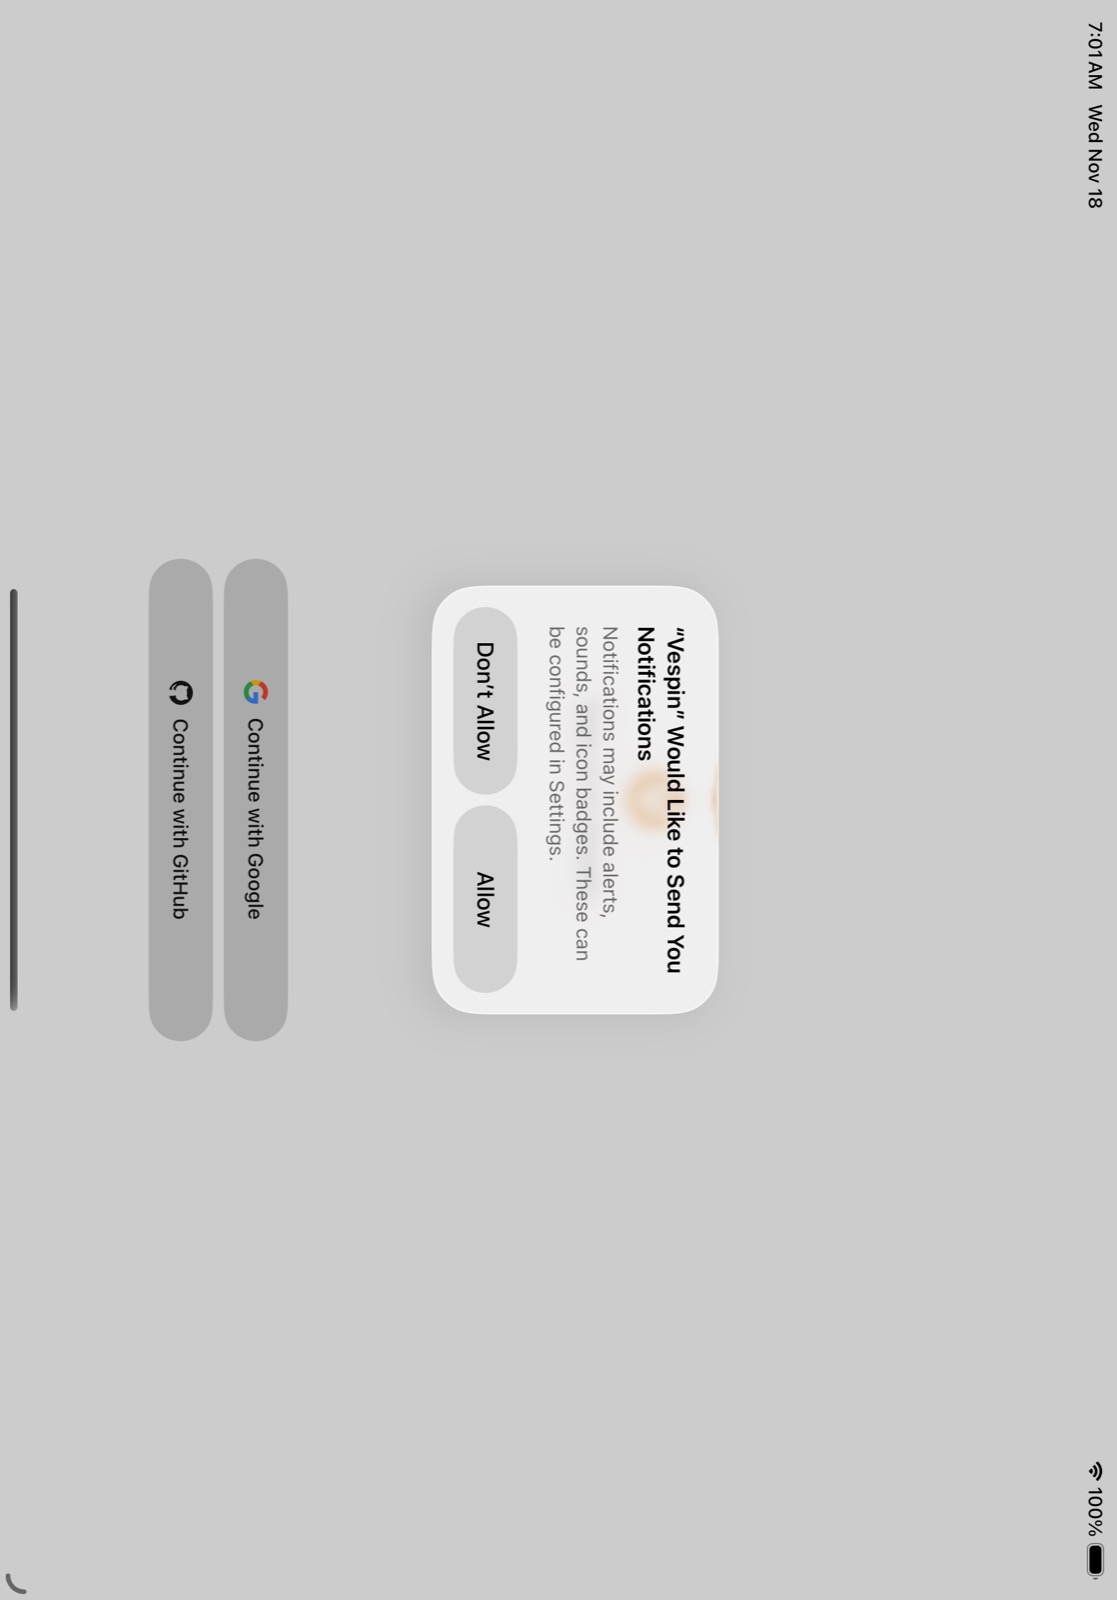 7:01 AM Wed Nov 18
100%
“Vespin” Would Like to Send You
Notifications
Notifications may include alerts,
sounds, and icon badges. These can
be configured in Settings.
Don’t Allow
Allow
Continue with Google
Continue with GitHub